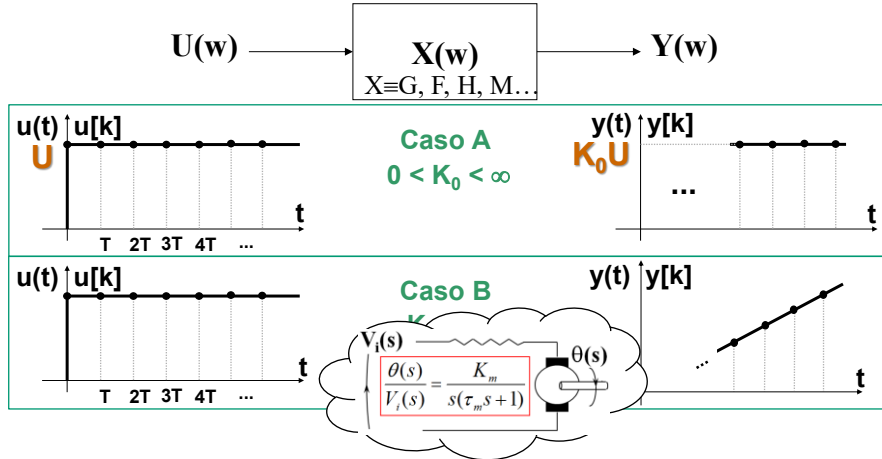 U(w) X(w) Y(w)
X≡G, F, H, M…
u(t) u[k] Caso A y(t) y[k]
U 0 < K₀ < ∞ K₀U
...
t t
T 2T 3T 4T ...
u(t) u[k] Caso B y(t) y[k]
Vᵢ(s) θ(s)
θ(s)/Vᵢ(s) = Kₘ/s(τₘs+1)
...
t t
T 2T 3T 4T ...